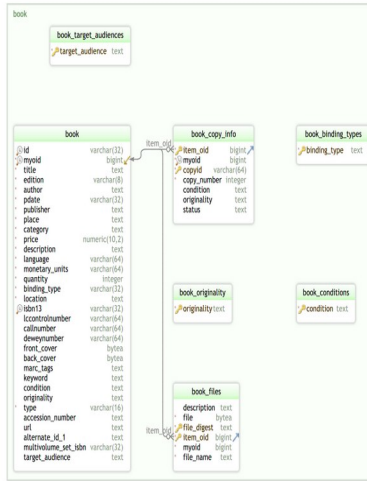 book
book_target_audiences
target_audience text
book
id varchar(32)
myoid bigint
title text
edition varchar(8)
author text
pdate varchar(32)
publisher text
place text
category text
price numeric(10,2)
description text
language varchar(64)
monetary_units varchar(64)
quantity integer
binding_type varchar(32)
location text
isbn13 varchar(32)
lccontrolnumber varchar(64)
callnumber varchar(64)
deweynumber varchar(64)
front_cover bytea
back_cover bytea
marc_tags text
keyword text
condition text
originality text
type varchar(16)
accession_number text
url text
alternate_id_1 text
multivolume_set_isbn varchar(32)
target_audience text
item_oid
book_copy_info
item_oid bigint
myoid bigint
copyid varchar(64)
copy_number integer
condition text
originality text
status text
book_binding_types
binding_type text
book_originality
originality text
book_conditions
condition text
item_oid
book_files
description text
file bytea
file_digest text
item_oid bigint
myoid bigint
file_name text